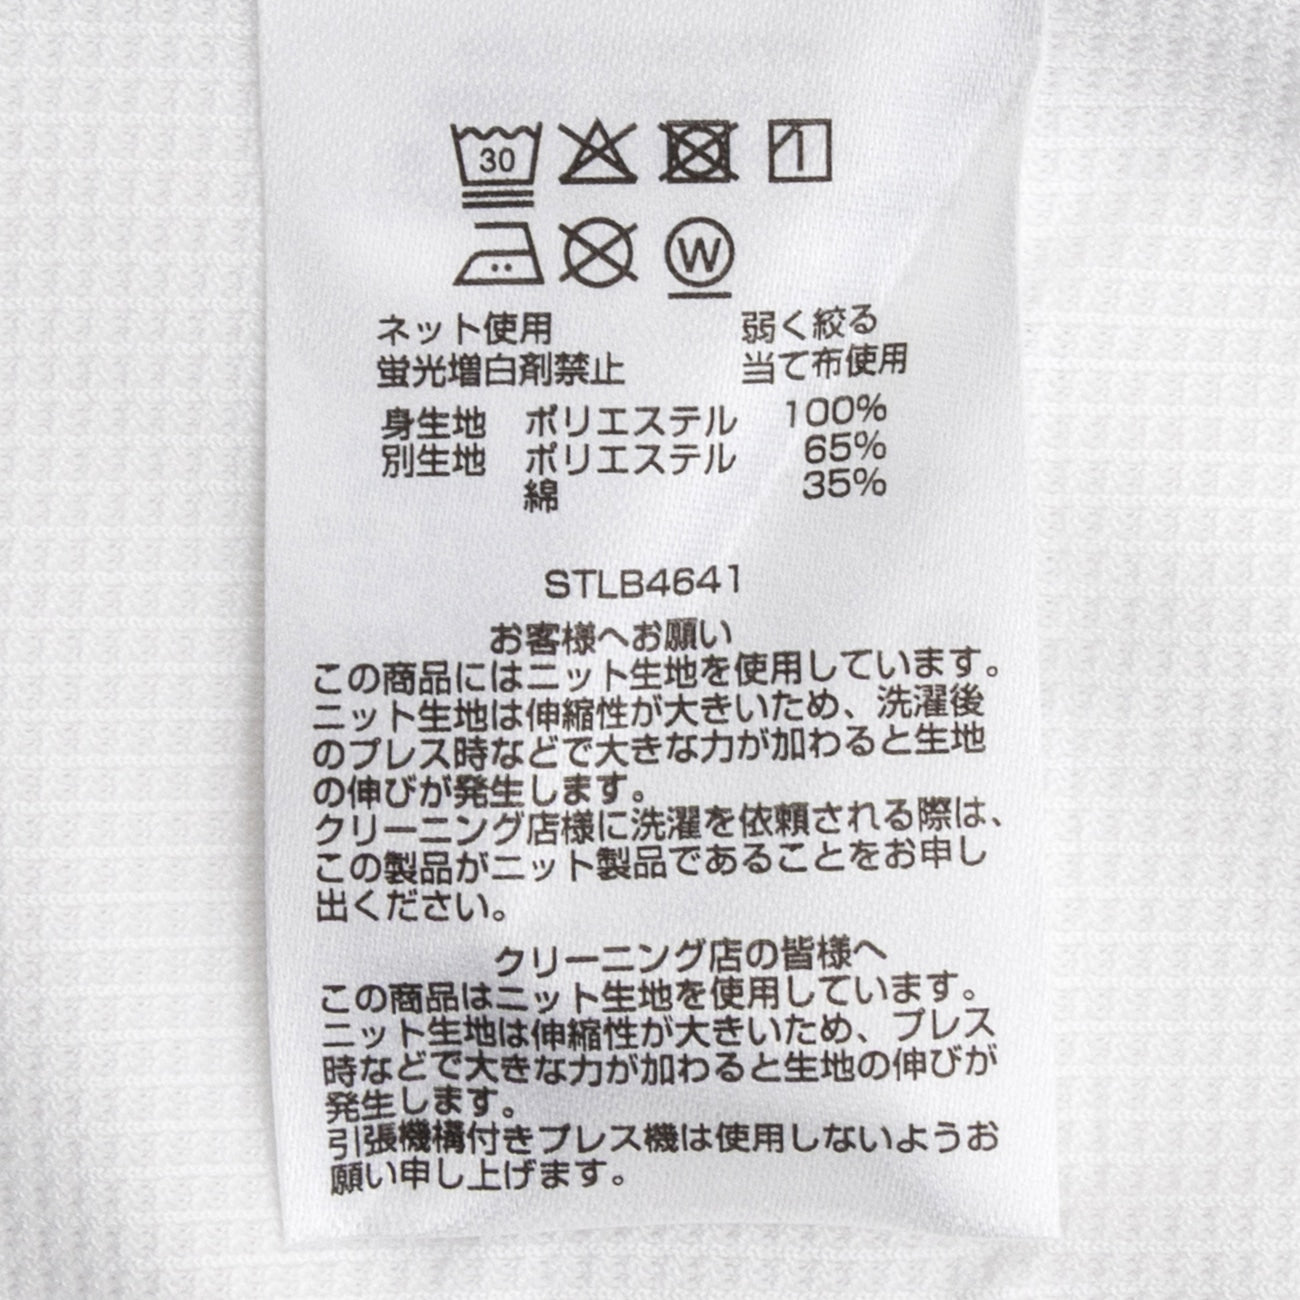 30
W
ネット使用 弱く絞る
蛍光増白剤禁止 当て布使用
身生地 ポリエステル 100%
別生地 ポリエステル 65%
綿 35%
STLB4641
お客様へお願い
この商品にはニット生地を使用しています。
ニット生地は伸縮性が大きいため、洗濯後
のプレス時などで大きな力が加わると生地
の伸びが発生します。
クリーニング店様に洗濯を依頼される際は、
この製品がニット製品であることをお申し
出ください。
クリーニング店の皆様へ
この商品はニット生地を使用しています。
ニット生地は伸縮性が大きいため、プレス
時などで大きな力が加わると生地の伸びが
発生します。
引張機構付きプレス機は使用しないようお
願い申し上げます。